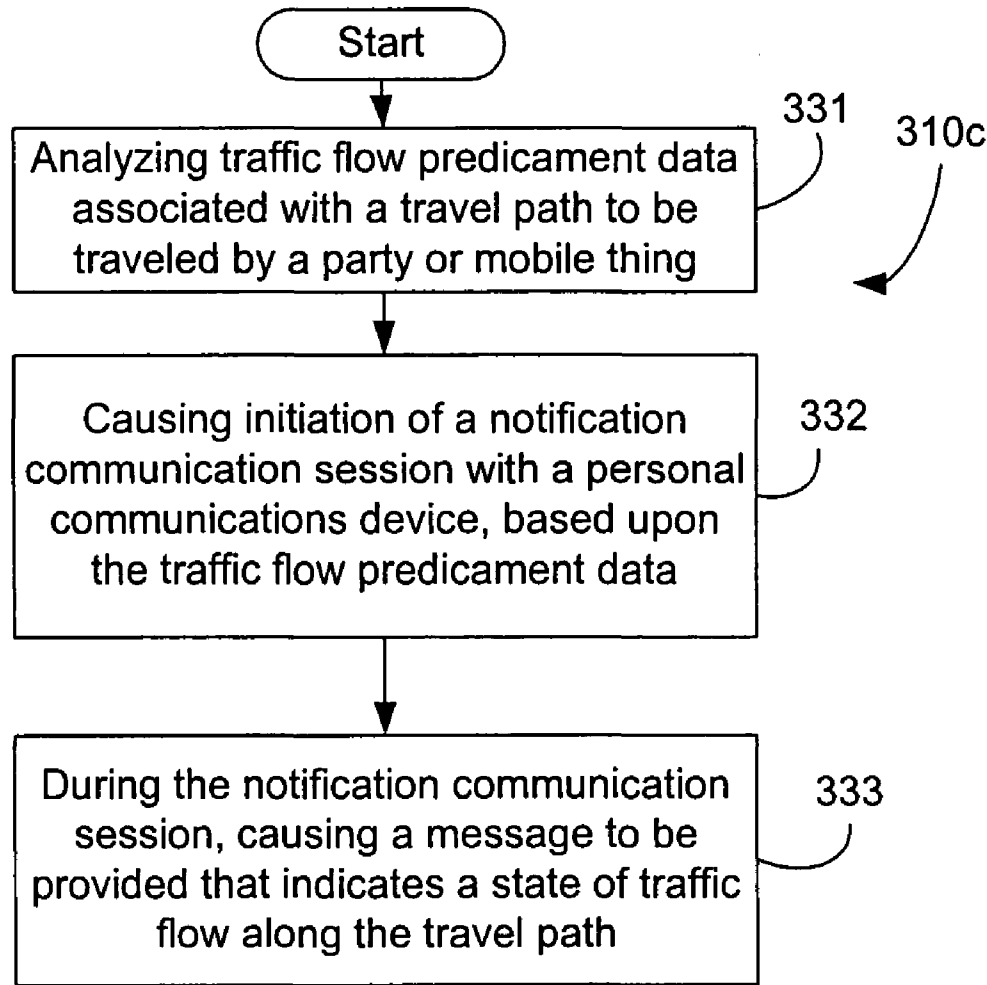 Start
331
310c
Analyzing traffic flow predicament data
associated with a travel path to be
traveled by a party or mobile thing
332
Causing initiation of a notification
communication session with a personal
communications device, based upon
the traffic flow predicament data
333
During the notification communication
session, causing a message to be
provided that indicates a state of traffic
flow along the travel path